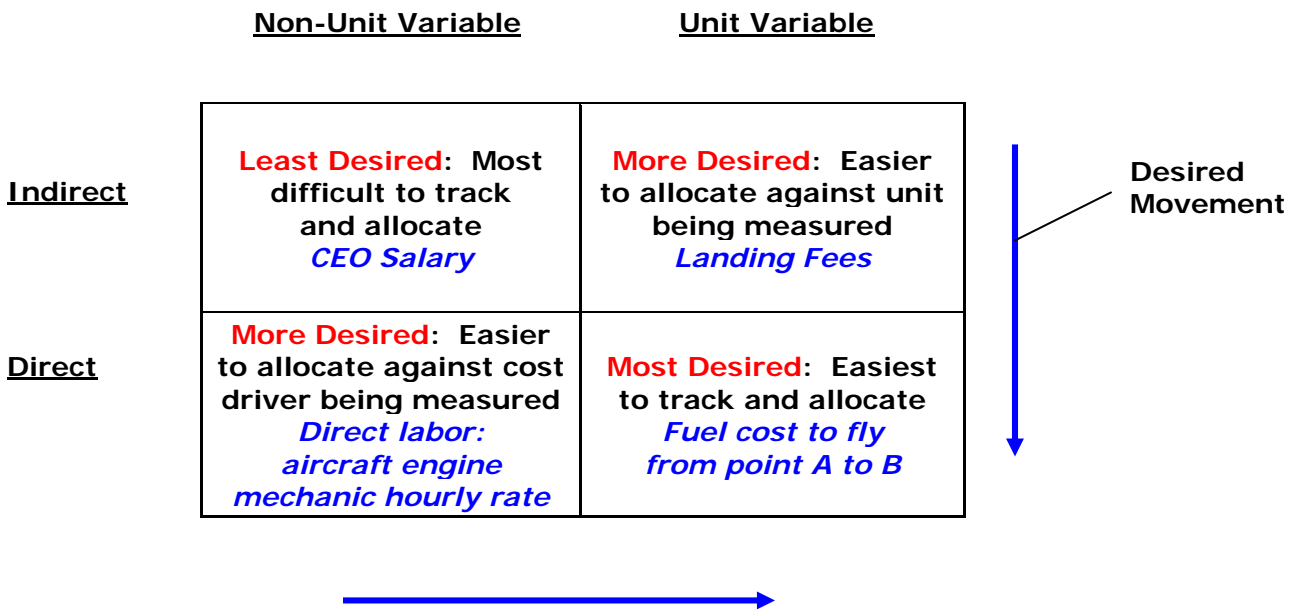 Non-Unit Variable
Unit Variable
Indirect
Least Desired: Most
difficult to track
and allocate
CEO Salary
More Desired: Easier
to allocate against unit
being measured
Landing Fees
Desired
Movement
Direct
More Desired: Easier
to allocate against cost
driver being measured
Direct labor:
aircraft engine
mechanic hourly rate
Most Desired: Easiest
to track and allocate
Fuel cost to fly
from point A to B